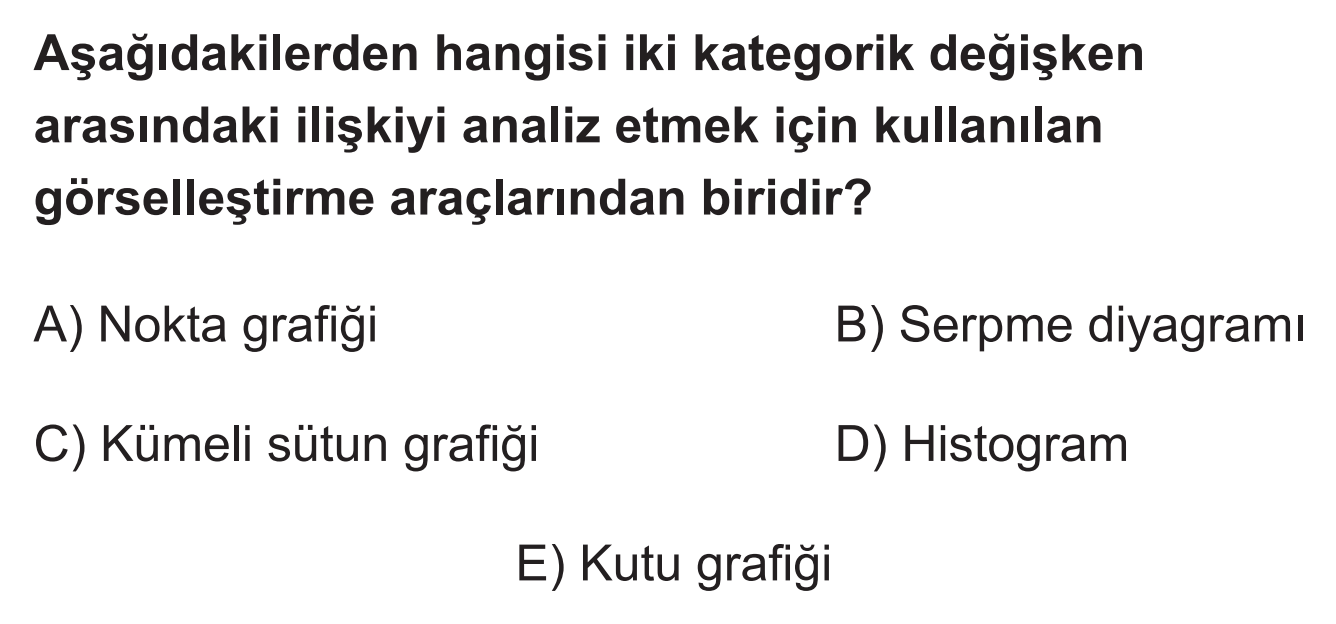 Aşağıdakilerden hangisi iki kategorik değişken
arasındaki ilişkiyi analiz etmek için kullanılan
görselleştirme araçlarından biridir?
A) Nokta grafiği
B) Serpme diyagramı
C) Kümeli sütun grafiği
D) Histogram
E) Kutu grafiği